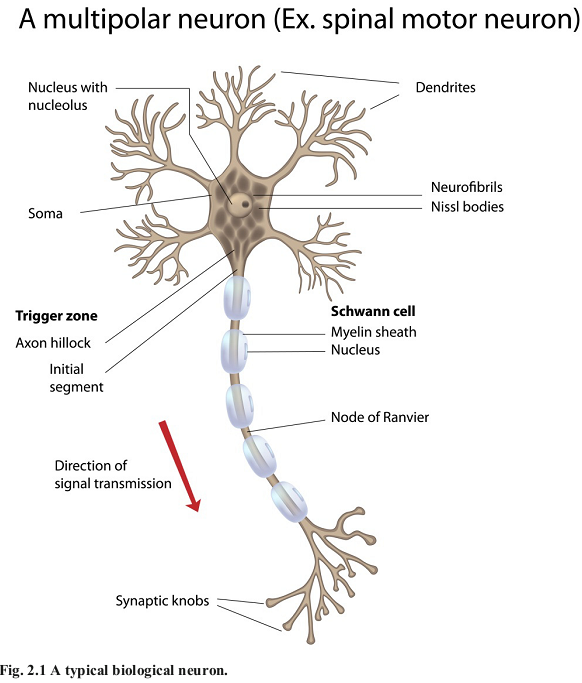 A multipolar neuron (Ex. spinal motor neuron)
Nucleus with
nucleolus
Dendrites
Neurofibrils
Nissl bodies
Soma
Trigger zone
Axon hillock
Initial
segment
Schwann cell
Myelin sheath
Nucleus
Node of Ranvier
Direction of
signal transmission
Synaptic knobs
Fig. 2.1 A typical biological neuron.